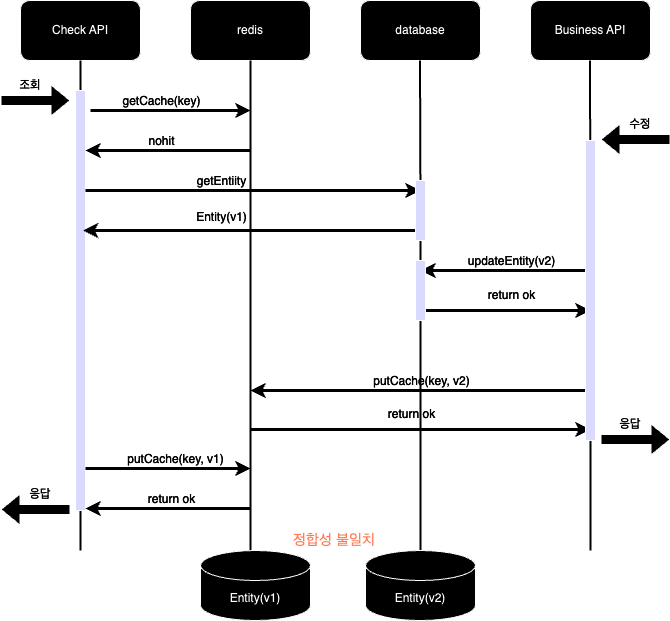 Check API
redis
database
Business API
조회
getCache(key)
수정
nohit
getEntiity
Entity(v1)
updateEntity(v2)
return ok
putCache(key, v2)
return ok
응답
putCache(key, v1)
응답
return ok
정합성 불일치
Entity(v1)
Entity(v2)